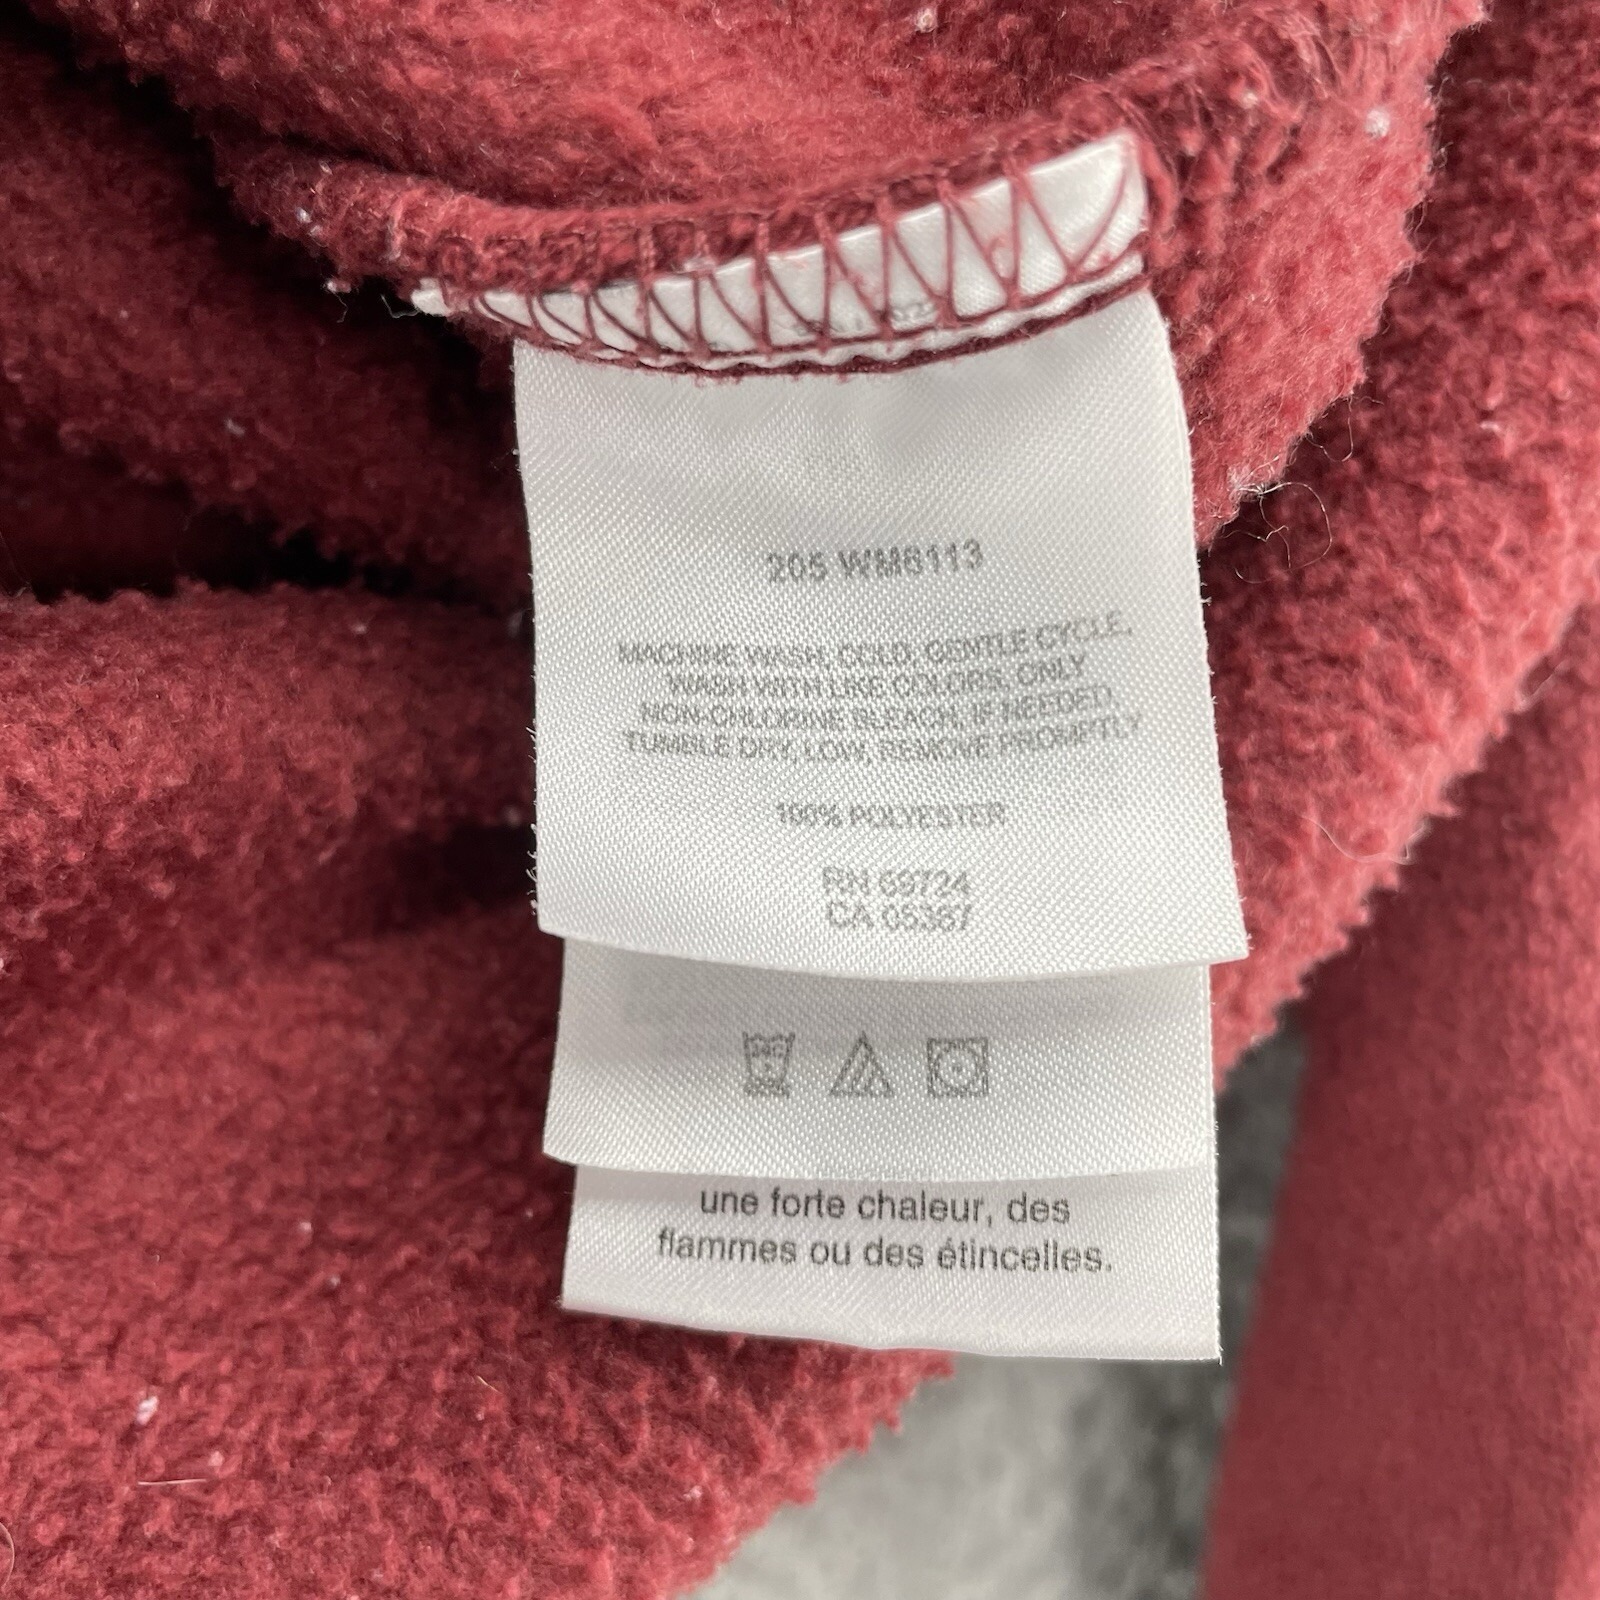 205 WM6113
MACHINE WASH, COLD, GENTLE CYCLE,
WASH WITH LIKE COLORS, ONLY
NON-CHLORINE BLEACH, IF NEEDED,
TUMBLE DRY, LOW, REMOVE PROMPTLY
100% POLYESTER
RN 69724
CA 05367
une forte chaleur, des
flammes ou des étincelles.